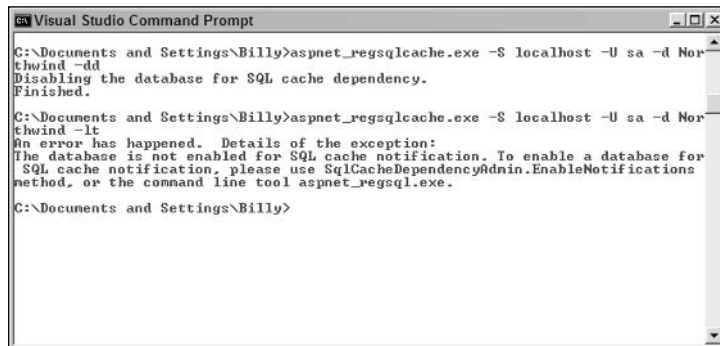 Visual Studio Command Prompt
C:\Documents and Settings\Billy>aspnet_regsqlcache.exe -S localhost -U sa -d Nor
thwind -dd
Disabling the database for SQL cache dependency.
Finished.
C:\Documents and Settings\Billy>aspnet_regsqlcache.exe -S localhost -U sa -d Nor
thwind -lt
An error has happened.  Details of the exception:
The database is not enabled for SQL cache notification. To enable a database for
 SQL cache notification, please use SqlCacheDependencyAdmin.EnableNotifications
method, or the command line tool aspnet_regsql.exe.
C:\Documents and Settings\Billy>